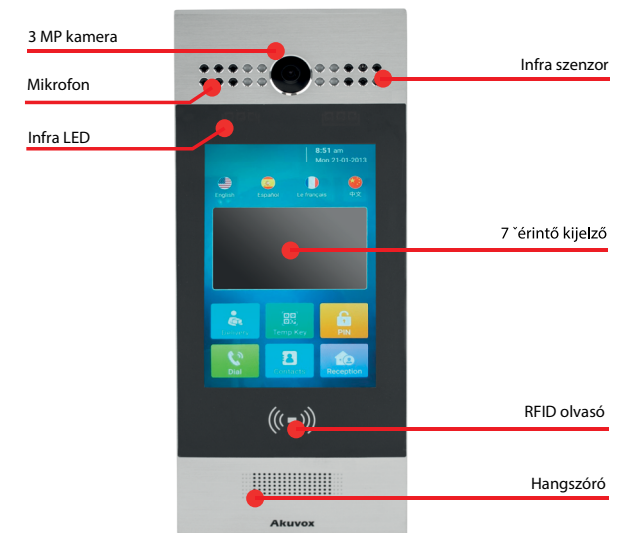 3 MP kamera
Infra szenzor
Mikrofon
Infra LED
8:51 am
Mon 21-01-2013
English
Español
Le français
中文
7 ˇérintő kijelző
Temp Key
PIN
Dial
Contacts
Reception
RFID olvasó
Hangszóró
Akuvox